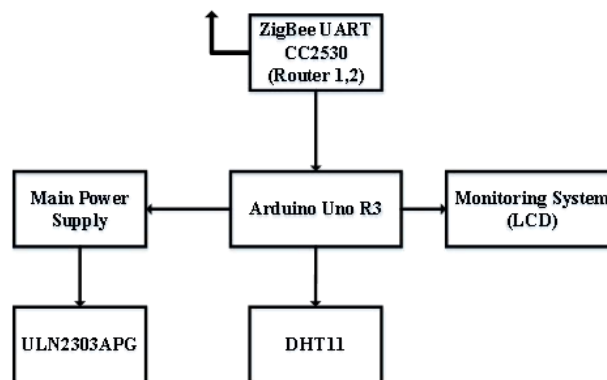 ZigBee UART
CC2530
(Router 1,2)
Main Power
Supply
Arduino Uno R3
Monitoring System
(LCD)
ULN2303APG
DHT11